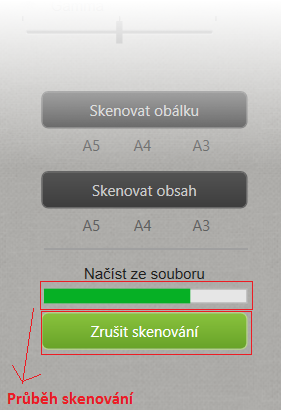 Skenovat obálku
A5 A4 A3
Skenovat obsah
A5 A4 A3
Načíst ze souboru
Zrušit skenování
Průběh skenování